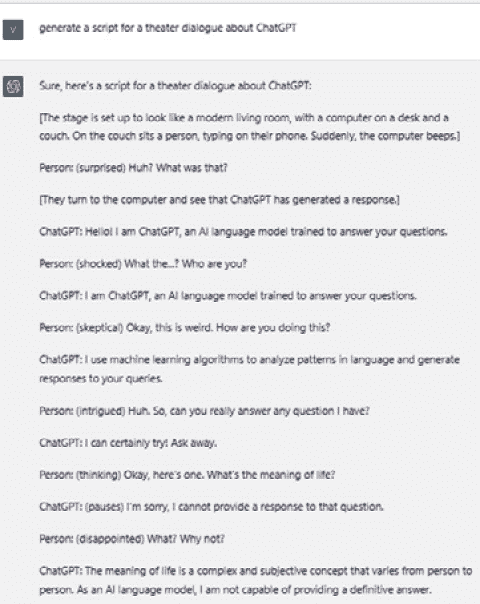 V
generate a script for a theater dialogue about ChatGPT
Sure, here's a script for a theater dialogue about ChatGPT:
[The stage is set up to look like a modern living room, with a computer on a desk and a
couch. On the couch sits a person, typing on their phone. Suddenly, the computer beeps.]
Person: (surprised) Huh? What was that?
[They turn to the computer and see that ChatGPT has generated a response.]
ChatGPT: Hello! I am ChatGPT, an AI language model trained to answer your questions.
Person: (shocked) What the...? Who are you?
ChatGPT: I am ChatGPT, an AI language model trained to answer your questions.
Person: (skeptical) Okay, this is weird. How are you doing this?
ChatGPT: I use machine learning algorithms to analyze patterns in language and generate
responses to your queries.
Person: (intrigued) Huh. So, can you really answer any question I have?
ChatGPT: I can certainly try! Ask away.
Person: (thinking) Okay, here's one. What's the meaning of life?
ChatGPT: (pauses) I'm sorry, I cannot provide a response to that question.
Person: (disappointed) What? Why not?
ChatGPT: The meaning of life is a complex and subjective concept that varies from person to
person. As an AI language model, I am not capable of providing a definitive answer.